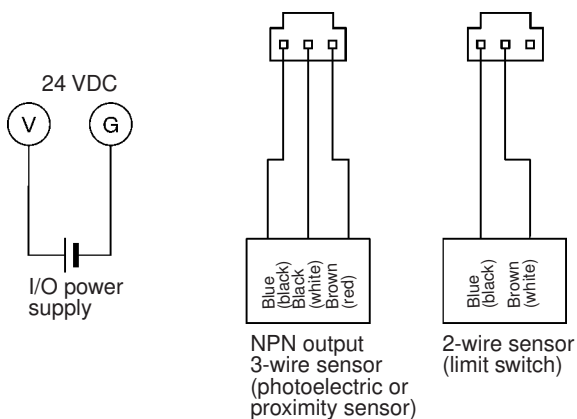 24 VDC
V
G
I/O power
supply
Blue
(black)
Black
(white)
Brown
(red)
NPN output
3-wire sensor
(photoelectric or
proximity sensor)
Blue
(black)
Brown
(white)
2-wire sensor
(limit switch)